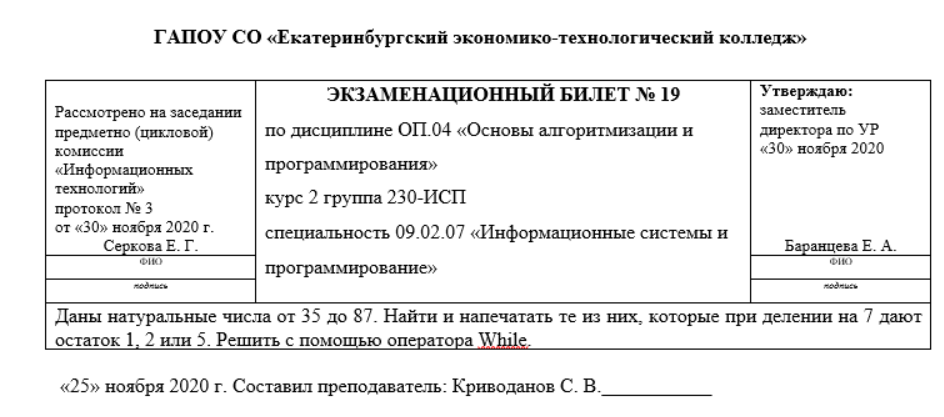 ГАПОУ СО «Екатеринбургский экономико-технологический колледж»
Рассмотрено на заседании
предметно (цикловой)
комиссии
«Информационных
технологий»
протокол № 3
от «30» ноября 2020 г.
Серкова Е. Г.
ФИО
подпись
ЭКЗАМЕНАЦИОННЫЙ БИЛЕТ № 19
по дисциплине ОП.04 «Основы алгоритмизации и
программирования»
курс 2 группа 230-ИСП
специальность 09.02.07 «Информационные системы и
программирование»
Утверждаю:
заместитель
директора по УР
«30» ноября 2020
Баранцева Е. А.
ФИО
подпись
Даны натуральные числа от 35 до 87. Найти и напечатать те из них, которые при делении на 7 дают
остаток 1, 2 или 5. Решить с помощью оператора While.
«25» ноября 2020 г. Составил преподаватель: Криводанов С. В.____________